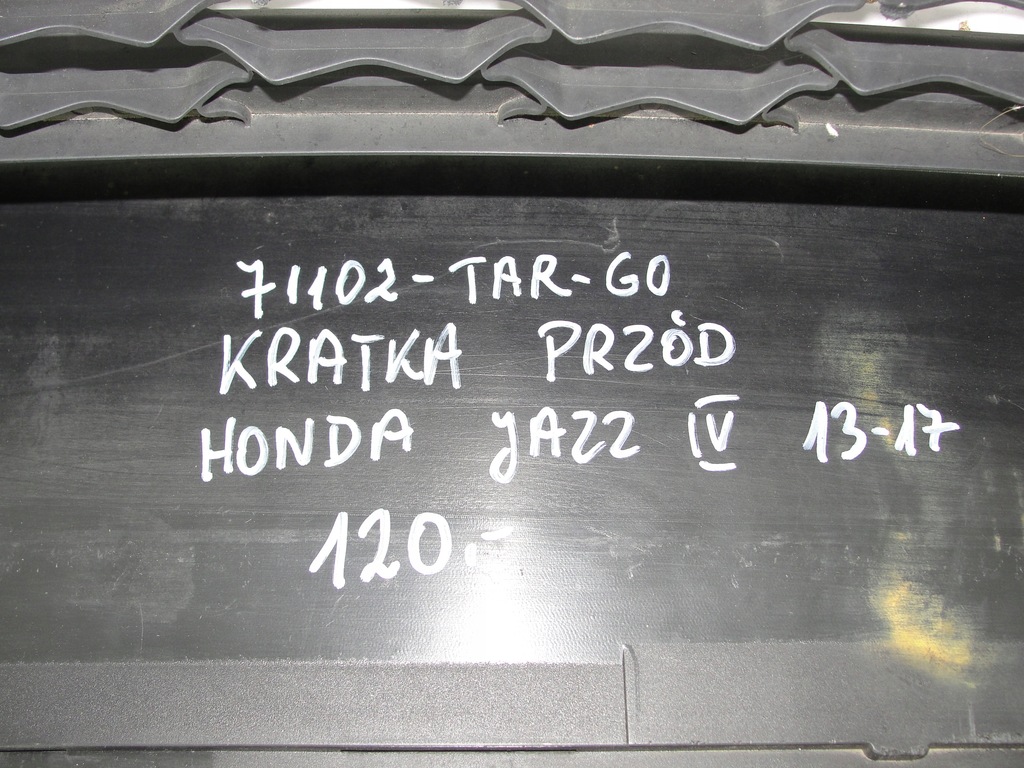 71102-TAR-G0
KRATKA PRZÓD
HONDA JAZZ IV 13-17
120.-